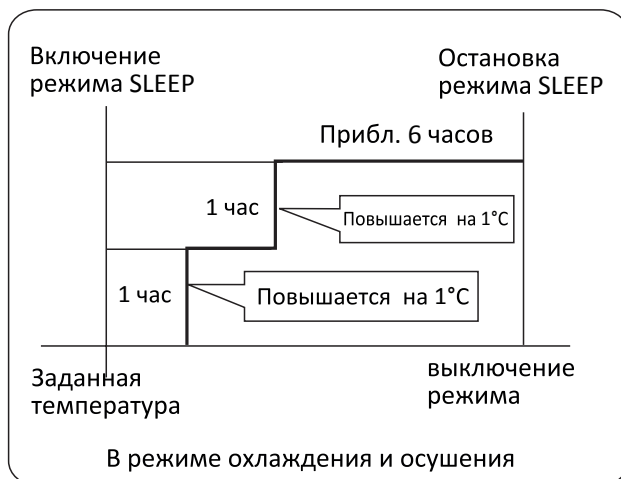 Включение
режима SLEEP
Остановка
режима SLEEP
Прибл. 6 часов
1 час
Повышается на 1°C
1 час
Повышается на 1°C
Заданная
температура
выключение
режима
В режиме охлаждения и осушения